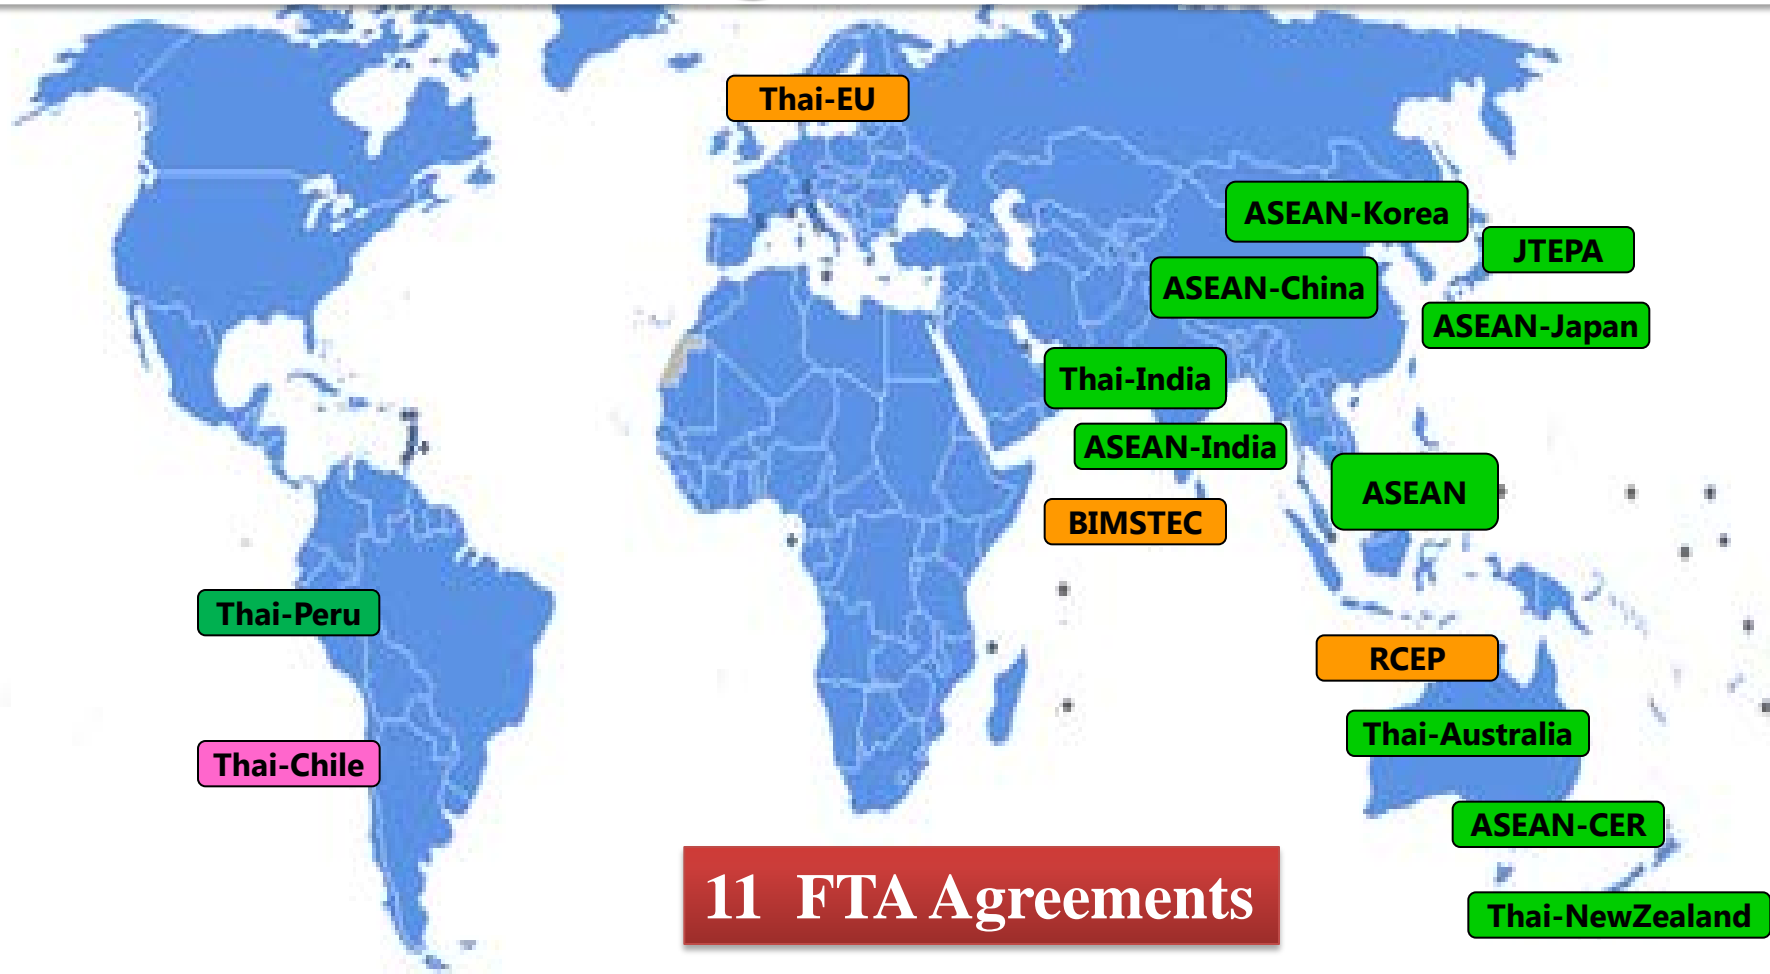 Thai-EU
ASEAN-Korea
JTEPA
ASEAN-China
ASEAN-Japan
Thai-India
ASEAN-India
ASEAN
BIMSTEC
Thai-Peru
RCEP
Thai-Australia
Thai-Chile
ASEAN-CER
11 FTA Agreements
Thai-NewZealand